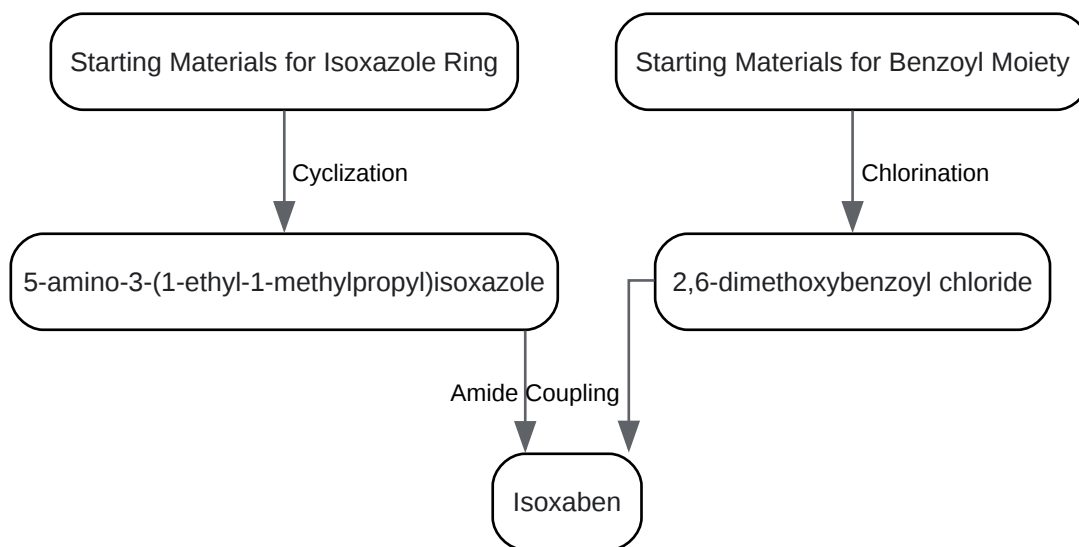 Starting Materials for Isoxazole Ring
Starting Materials for Benzoyl Moiety
Cyclization
Chlorination
5-amino-3-(1-ethyl-1-methylpropyl)isoxazole
2,6-dimethoxybenzoyl chloride
Amide Coupling
Isoxaben